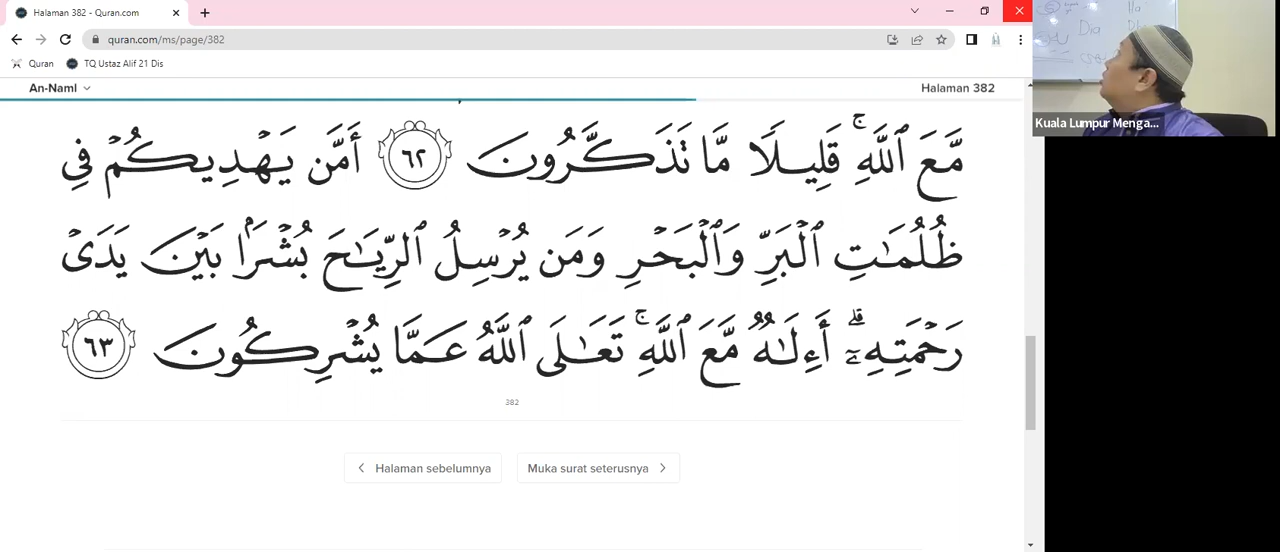 Halaman 382 - Quran.com
quran.com/ms/page/382
Quran
TQ Ustaz Alif 21 Dis
An-Naml
Halaman 382
مَّعَ ٱللَّهِ ۚ قَلِيلًا مَّا تَذَكَّرُونَ ٦٢ أَمَّن يَهْدِيكُمْ فِى
ظُلُمَـٰتِ ٱلْبَرِّ وَٱلْبَحْرِ وَمَن يُرْسِلُ ٱلرِّيَـٰحَ بُشْرًۢا بَيْنَ يَدَىْ
رَحْمَتِهِۦٓ ۗ أَءِلَـٰهٌ مَّعَ ٱللَّهِ ۚ تَعَـٰلَى ٱللَّهُ عَمَّا يُشْرِكُونَ ٦٣
382
Halaman sebelumnya
Muka surat seterusnya
Kuala Lumpur Menga...
Dia